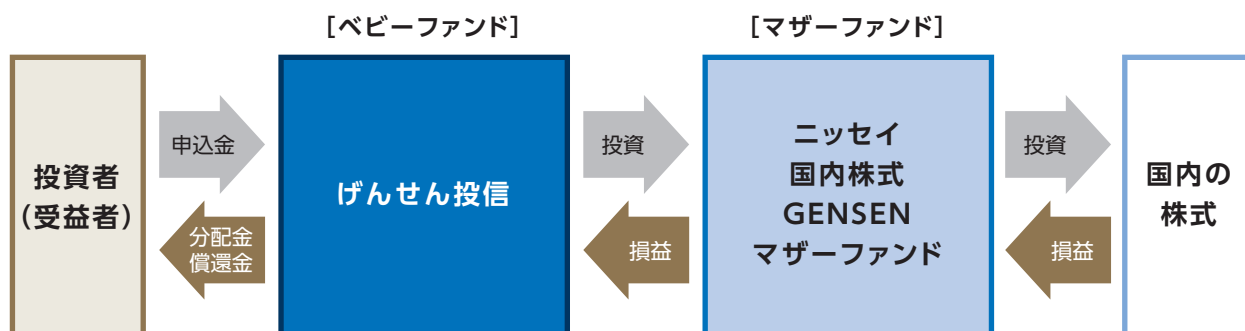 ［ベビーファンド］
［マザーファンド］
投資者
（受益者）
申込金
分配金
償還金
げんせん投信
投資
損益
ニッセイ
国内株式
GENSEN
マザーファンド
投資
損益
国内の
株式